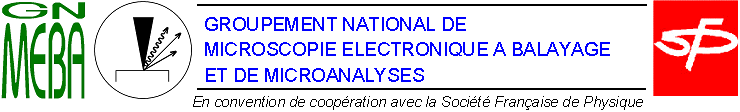 GN
MEBA
GROUPEMENT NATIONAL DE
MICROSCOPIE ELECTRONIQUE A BALAYAGE
ET DE MICROANALYSES
En convention de coopération avec la Société Française de Physique
sfp